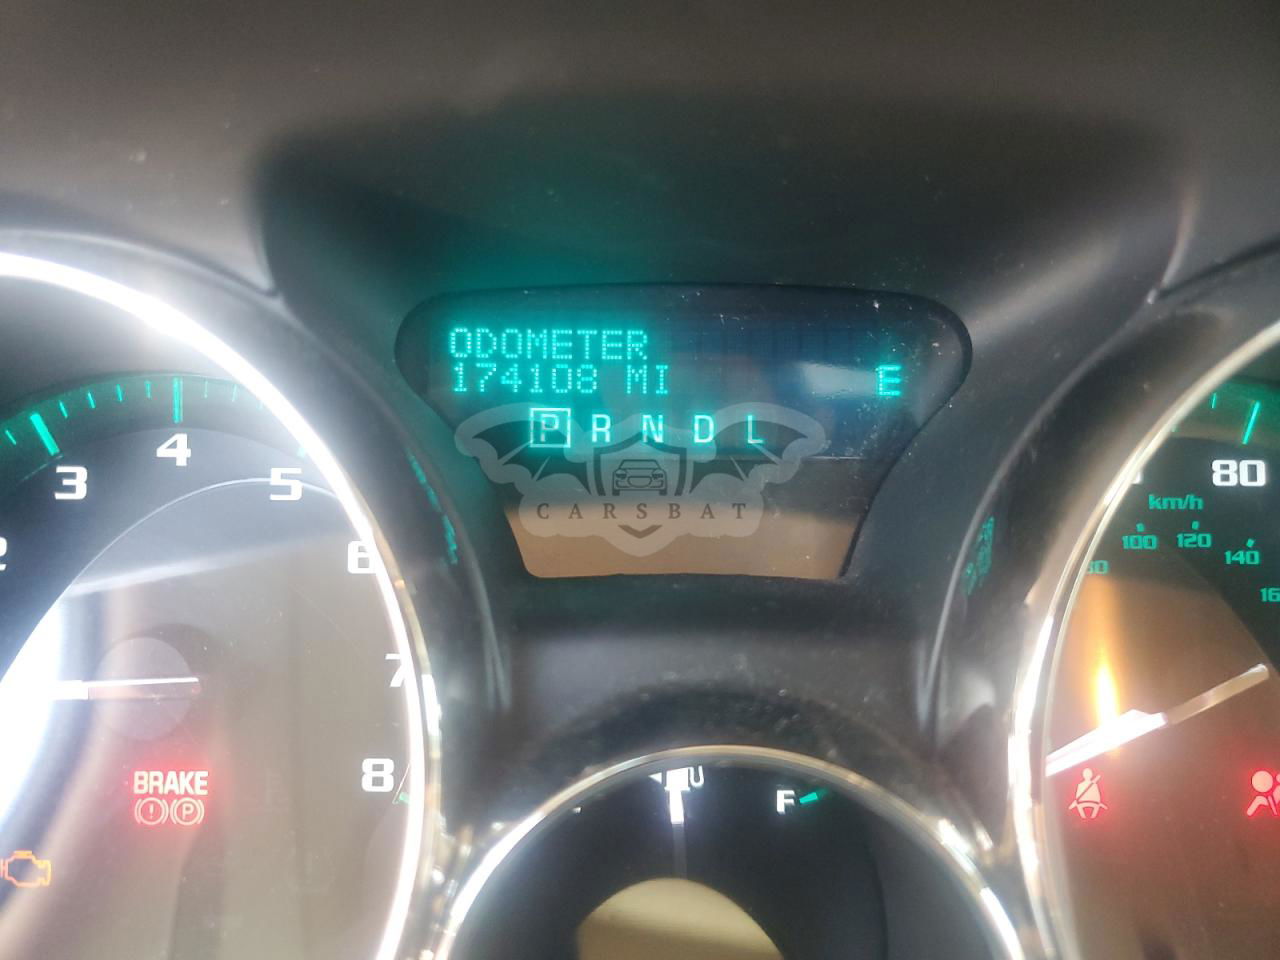 ODOMETER
174108 MI
E
P R N D L
CARSBAT
3
4
5
6
7
8
BRAKE
P
F
80
km/h
100
120
140